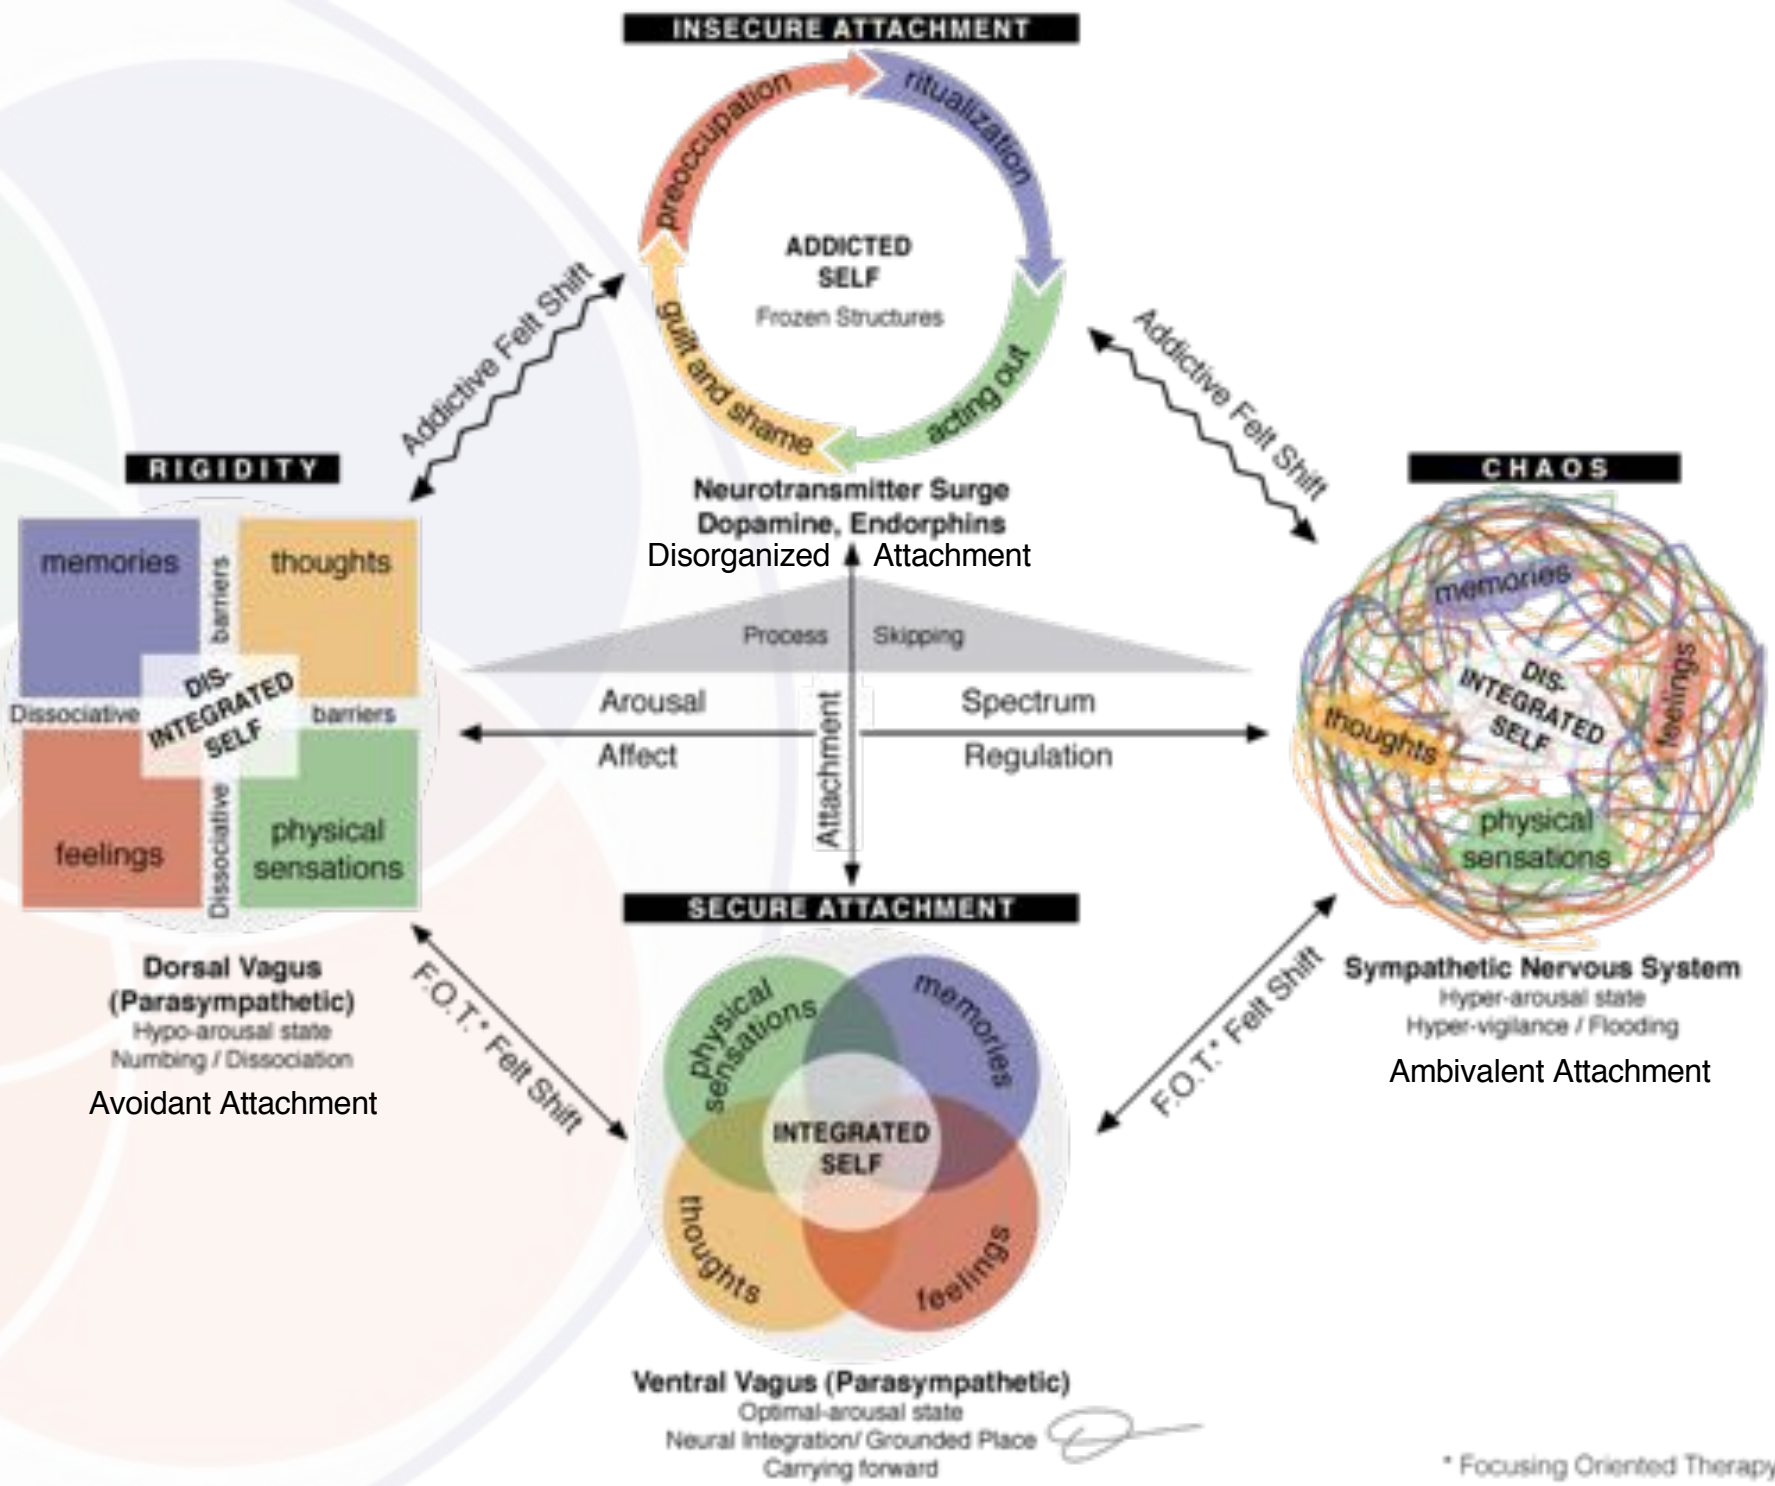 INSECURE ATTACHMENT
preoccupation
ritualization
ADDICTED
SELF
Frozen Structures
guilt and shame
acting out
Addictive Felt Shift
Addictive Felt Shift
Neurotransmitter Surge
Dopamine, Endorphins
Disorganized Attachment
RIGIDITY
memories
barriers
thoughts
DIS-
INTEGRATED
SELF
Dissociative
barriers
feelings
Dissociative
physical
sensations
Dorsal Vagus
(Parasympathetic)
Hypo-arousal state
Numbing / Dissociation
Avoidant Attachment
Process Skipping
Arousal Spectrum
Affect Regulation
Attachment
CHAOS
memories
feelings
DIS-
INTEGRATED
SELF
thoughts
physical
sensations
Sympathetic Nervous System
Hyper-arousal state
Hyper-vigilance / Flooding
Ambivalent Attachment
F.O.T.* Felt Shift
F.O.T.* Felt Shift
SECURE ATTACHMENT
physical
sensations
memories
INTEGRATED
SELF
thoughts
feelings
Ventral Vagus (Parasympathetic)
Optimal-arousal state
Neural Integration/ Grounded Place
Carrying forward
* Focusing Oriented Therapy